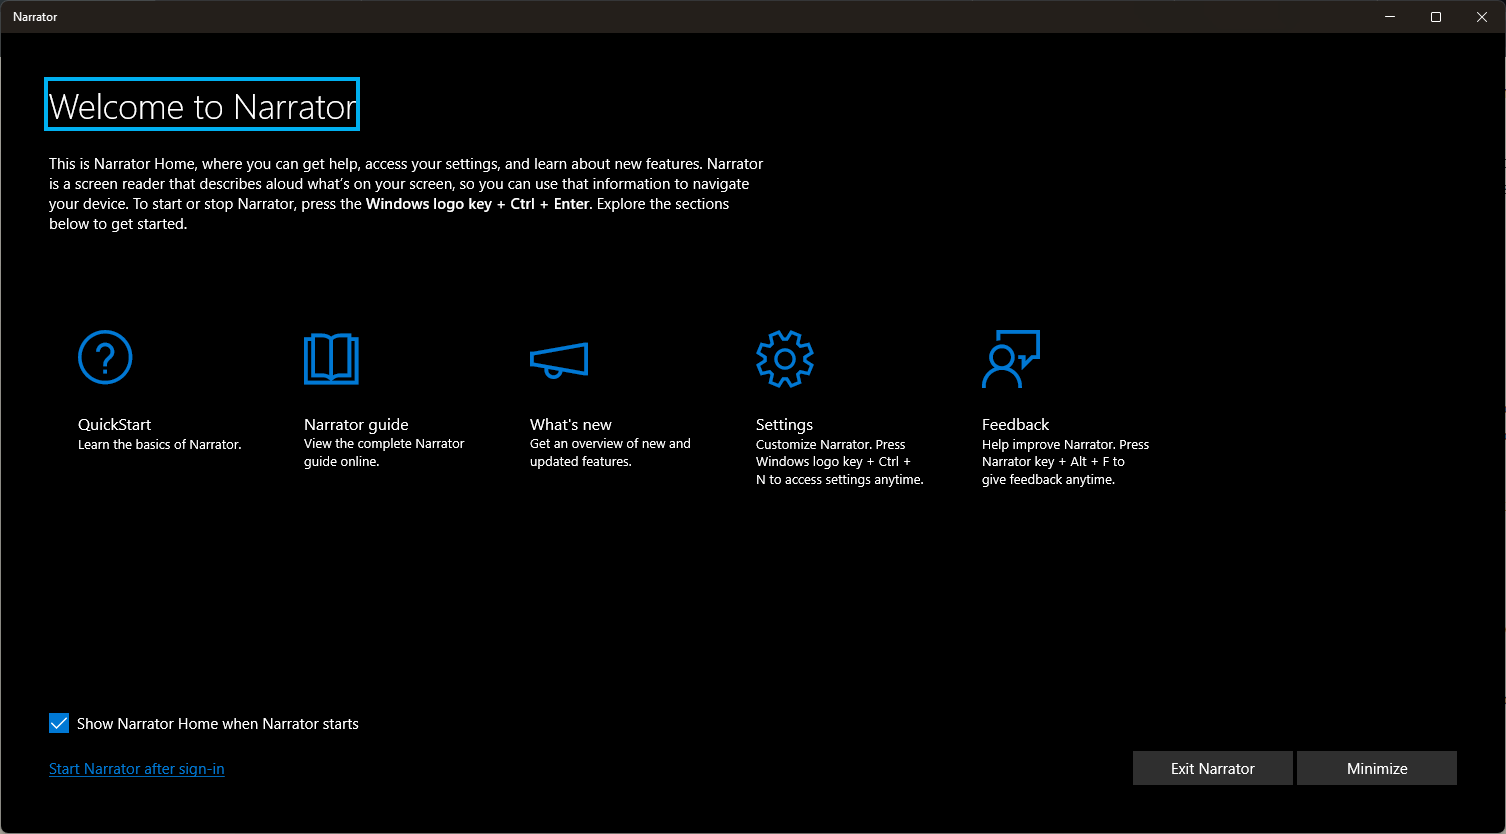 Narrator
Welcome to Narrator
This is Narrator Home, where you can get help, access your settings, and learn about new features. Narrator
is a screen reader that describes aloud what's on your screen, so you can use that information to navigate
your device. To start or stop Narrator, press the Windows logo key + Ctrl + Enter. Explore the sections
below to get started.
QuickStart
Learn the basics of Narrator.
Narrator guide
View the complete Narrator
guide online.
What's new
Get an overview of new and
updated features.
Settings
Customize Narrator. Press
Windows logo key + Ctrl +
N to access settings anytime.
Feedback
Help improve Narrator. Press
Narrator key + Alt + F to
give feedback anytime.
Show Narrator Home when Narrator starts
Start Narrator after sign-in
Exit Narrator
Minimize